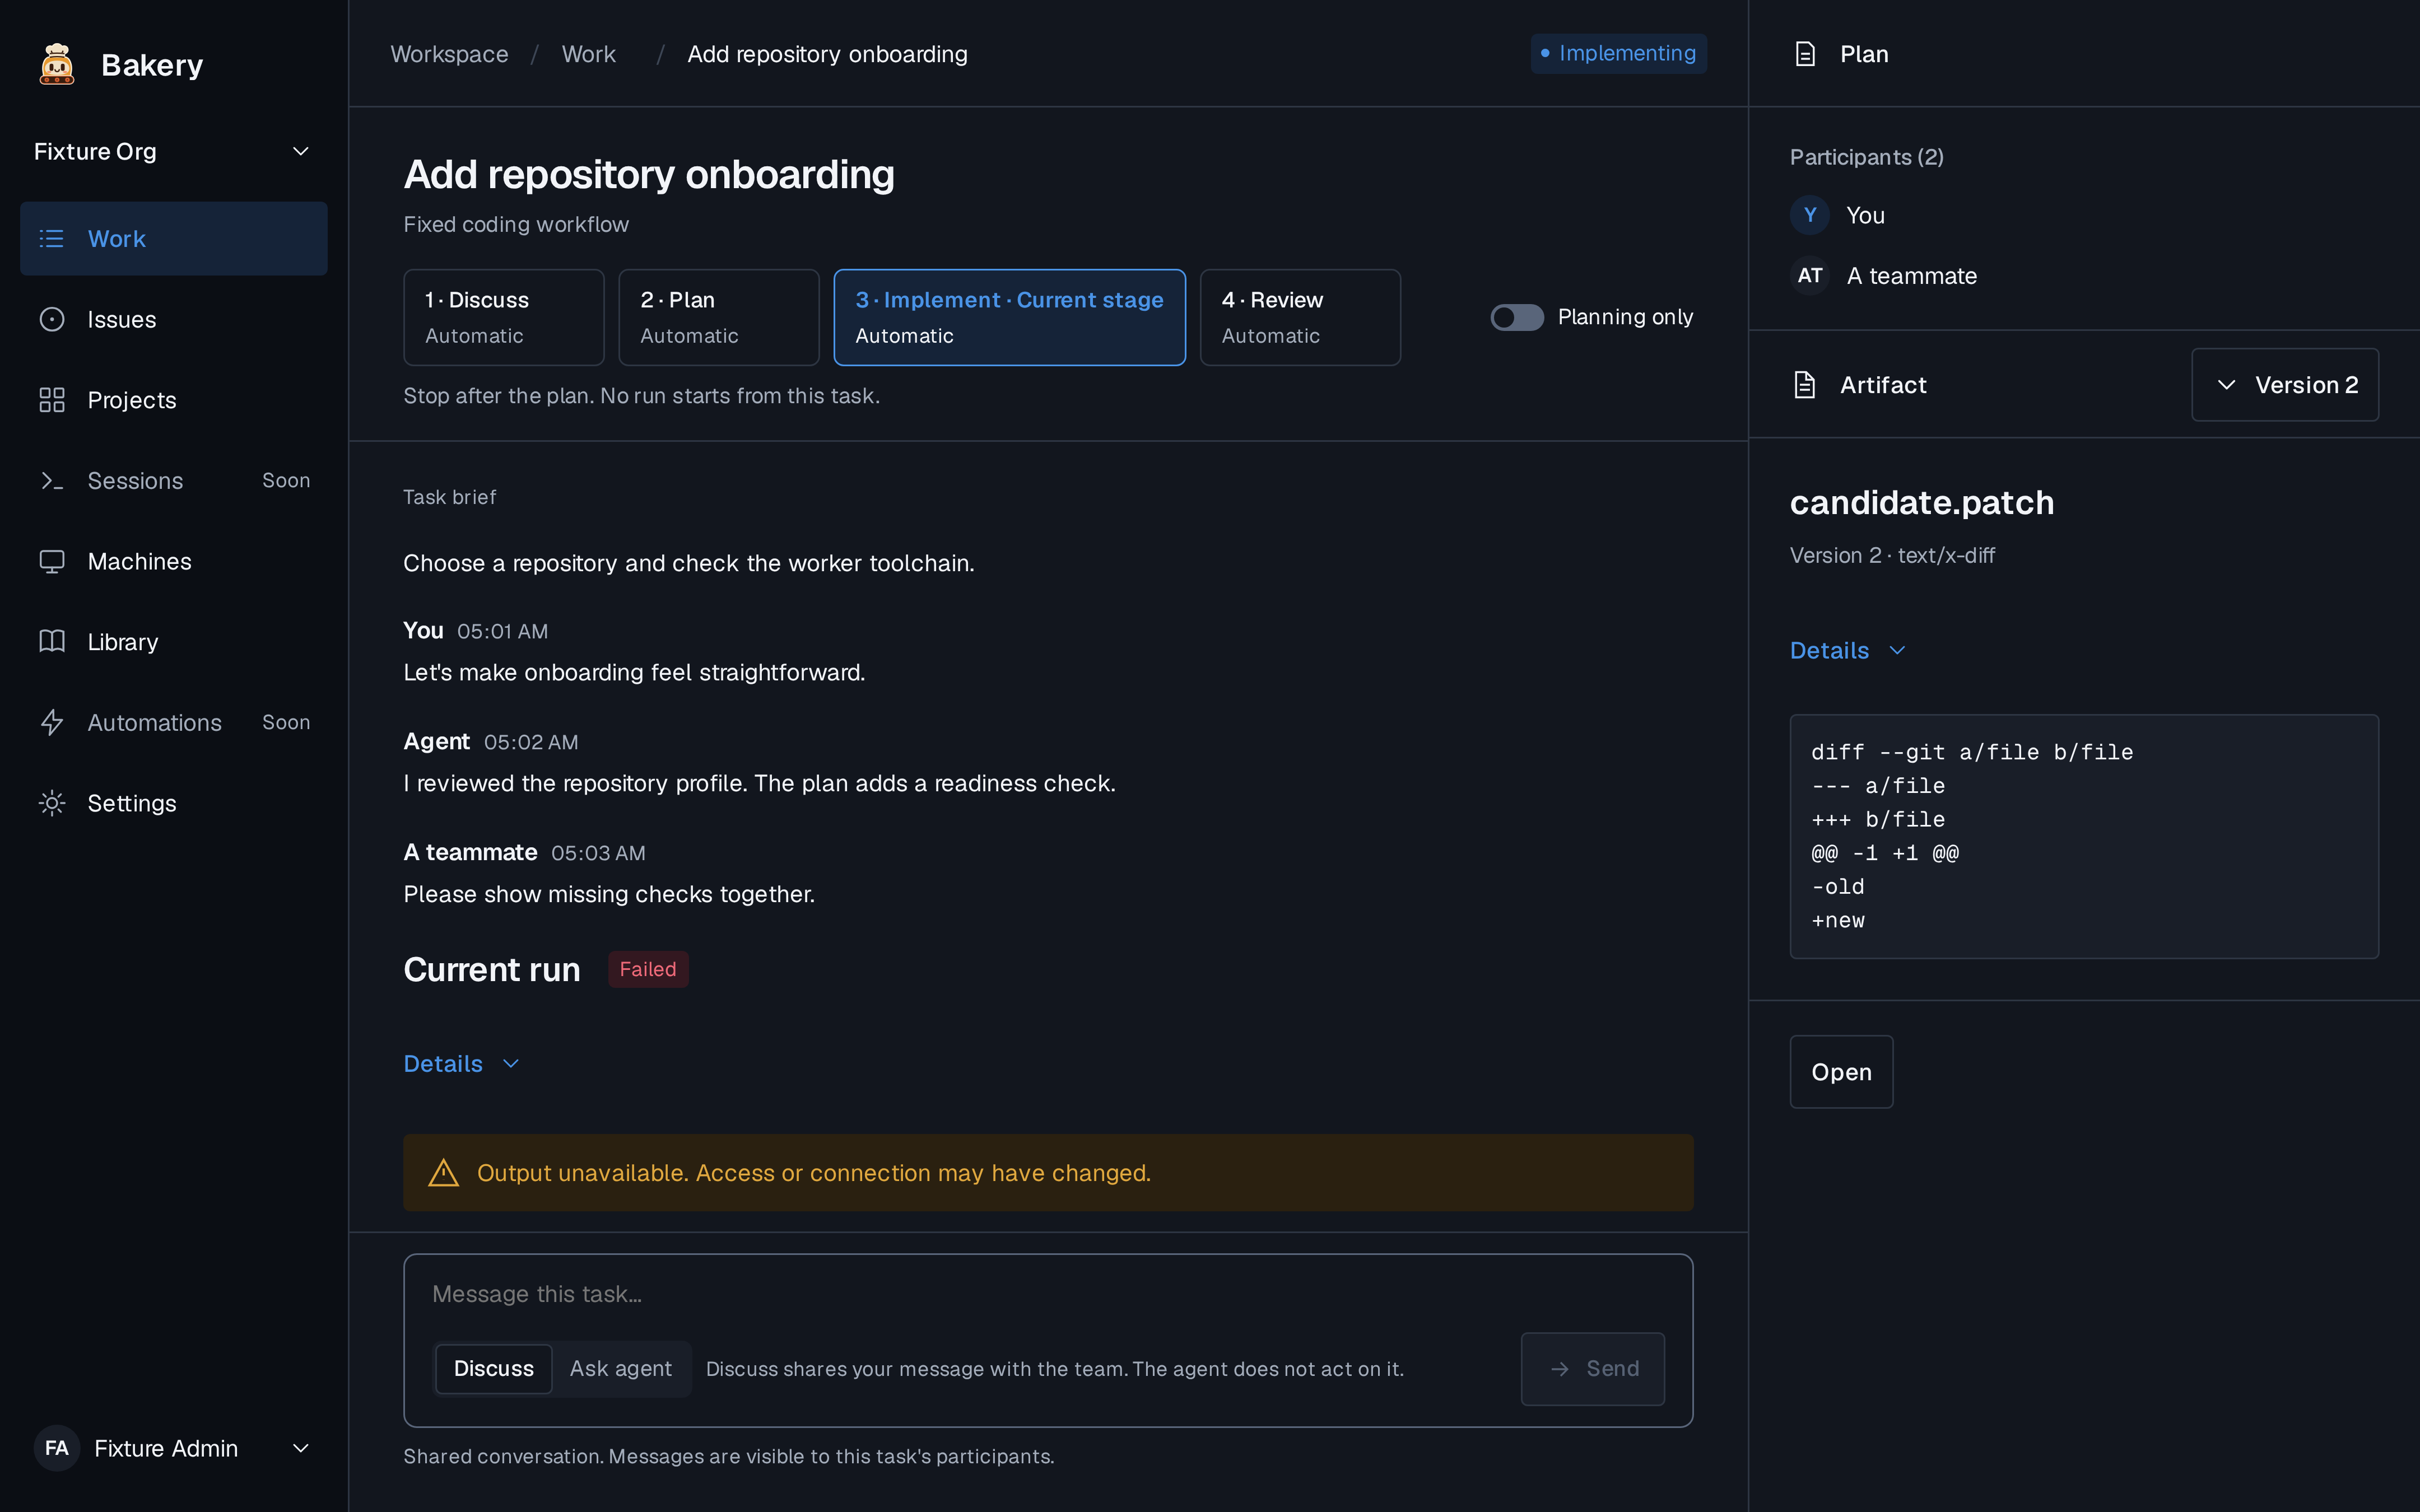 Bakery
Fixture Org
Work
Issues
Projects
Sessions Soon
Machines
Library
Automations Soon
Settings
FA Fixture Admin
Workspace / Work / Add repository onboarding
Implementing
Add repository onboarding
Fixed coding workflow
1 · Discuss
Automatic
2 · Plan
Automatic
3 · Implement · Current stage
Automatic
4 · Review
Automatic
Planning only
Stop after the plan. No run starts from this task.
Task brief
Choose a repository and check the worker toolchain.
You 05:01 AM
Let's make onboarding feel straightforward.
Agent 05:02 AM
I reviewed the repository profile. The plan adds a readiness check.
A teammate 05:03 AM
Please show missing checks together.
Current run Failed
Details
Output unavailable. Access or connection may have changed.
Message this task...
Discuss Ask agent Discuss shares your message with the team. The agent does not act on it. Send
Shared conversation. Messages are visible to this task's participants.
Plan
Participants (2)
Y You
AT A teammate
Artifact Version 2
candidate.patch
Version 2 · text/x-diff
Details
diff --git a/file b/file
--- a/file
+++ b/file
@@ -1 +1 @@
-old
+new
Open